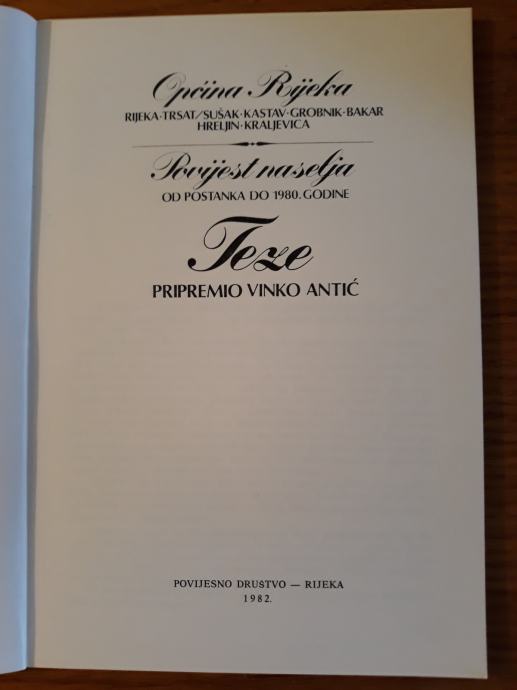 Općina Rijeka
RIJEKA·TRSAT/SUŠAK·KASTAV·GROBNIK·BAKAR
HRELJIN·KRALJEVICA
Povijest naselja
OD POSTANKA DO 1980. GODINE
Teze
PRIPREMIO VINKO ANTIĆ
POVIJESNO DRUŠTVO — RIJEKA
1982.